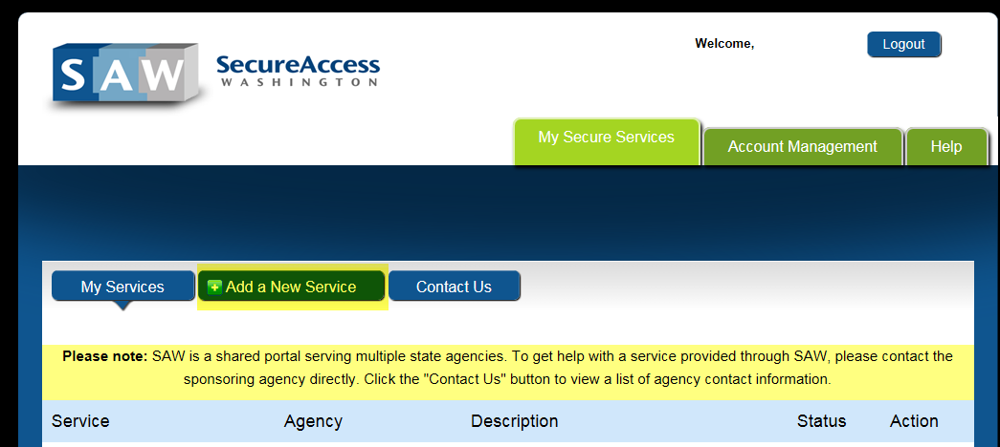 SAW
SecureAccess
WASHINGTON
Welcome,
Logout
My Secure Services
Account Management
Help
My Services
Add a New Service
Contact Us
Please note: SAW is a shared portal serving multiple state agencies. To get help with a service provided through SAW, please contact the
sponsoring agency directly. Click the "Contact Us" button to view a list of agency contact information.
Service Agency Description Status Action